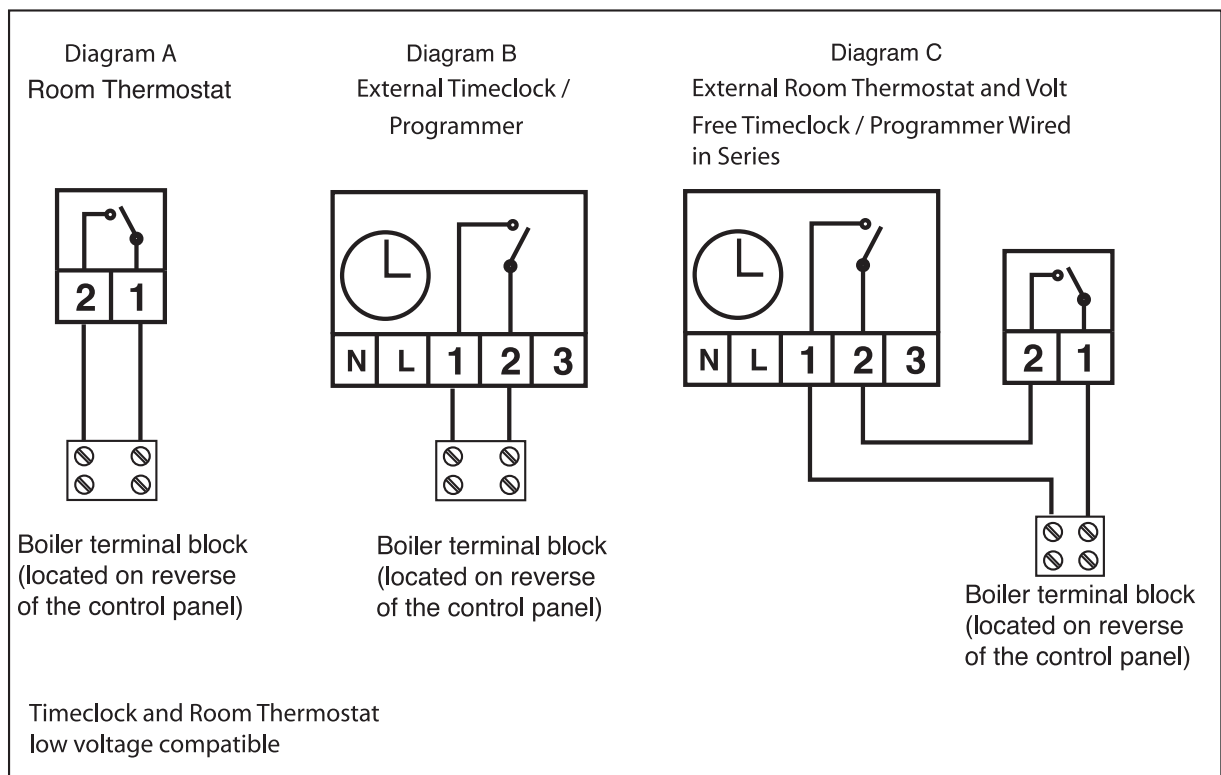 Diagram A
Room Thermostat
2 1
Boiler terminal block
(located on reverse
of the control panel)
Diagram B
External Timeclock /
Programmer
N L 1 2 3
Boiler terminal block
(located on reverse
of the control panel)
Diagram C
External Room Thermostat and Volt
Free Timeclock / Programmer Wired
in Series
N L 1 2 3
2 1
Boiler terminal block
(located on reverse
of the control panel)
Timeclock and Room Thermostat
low voltage compatible